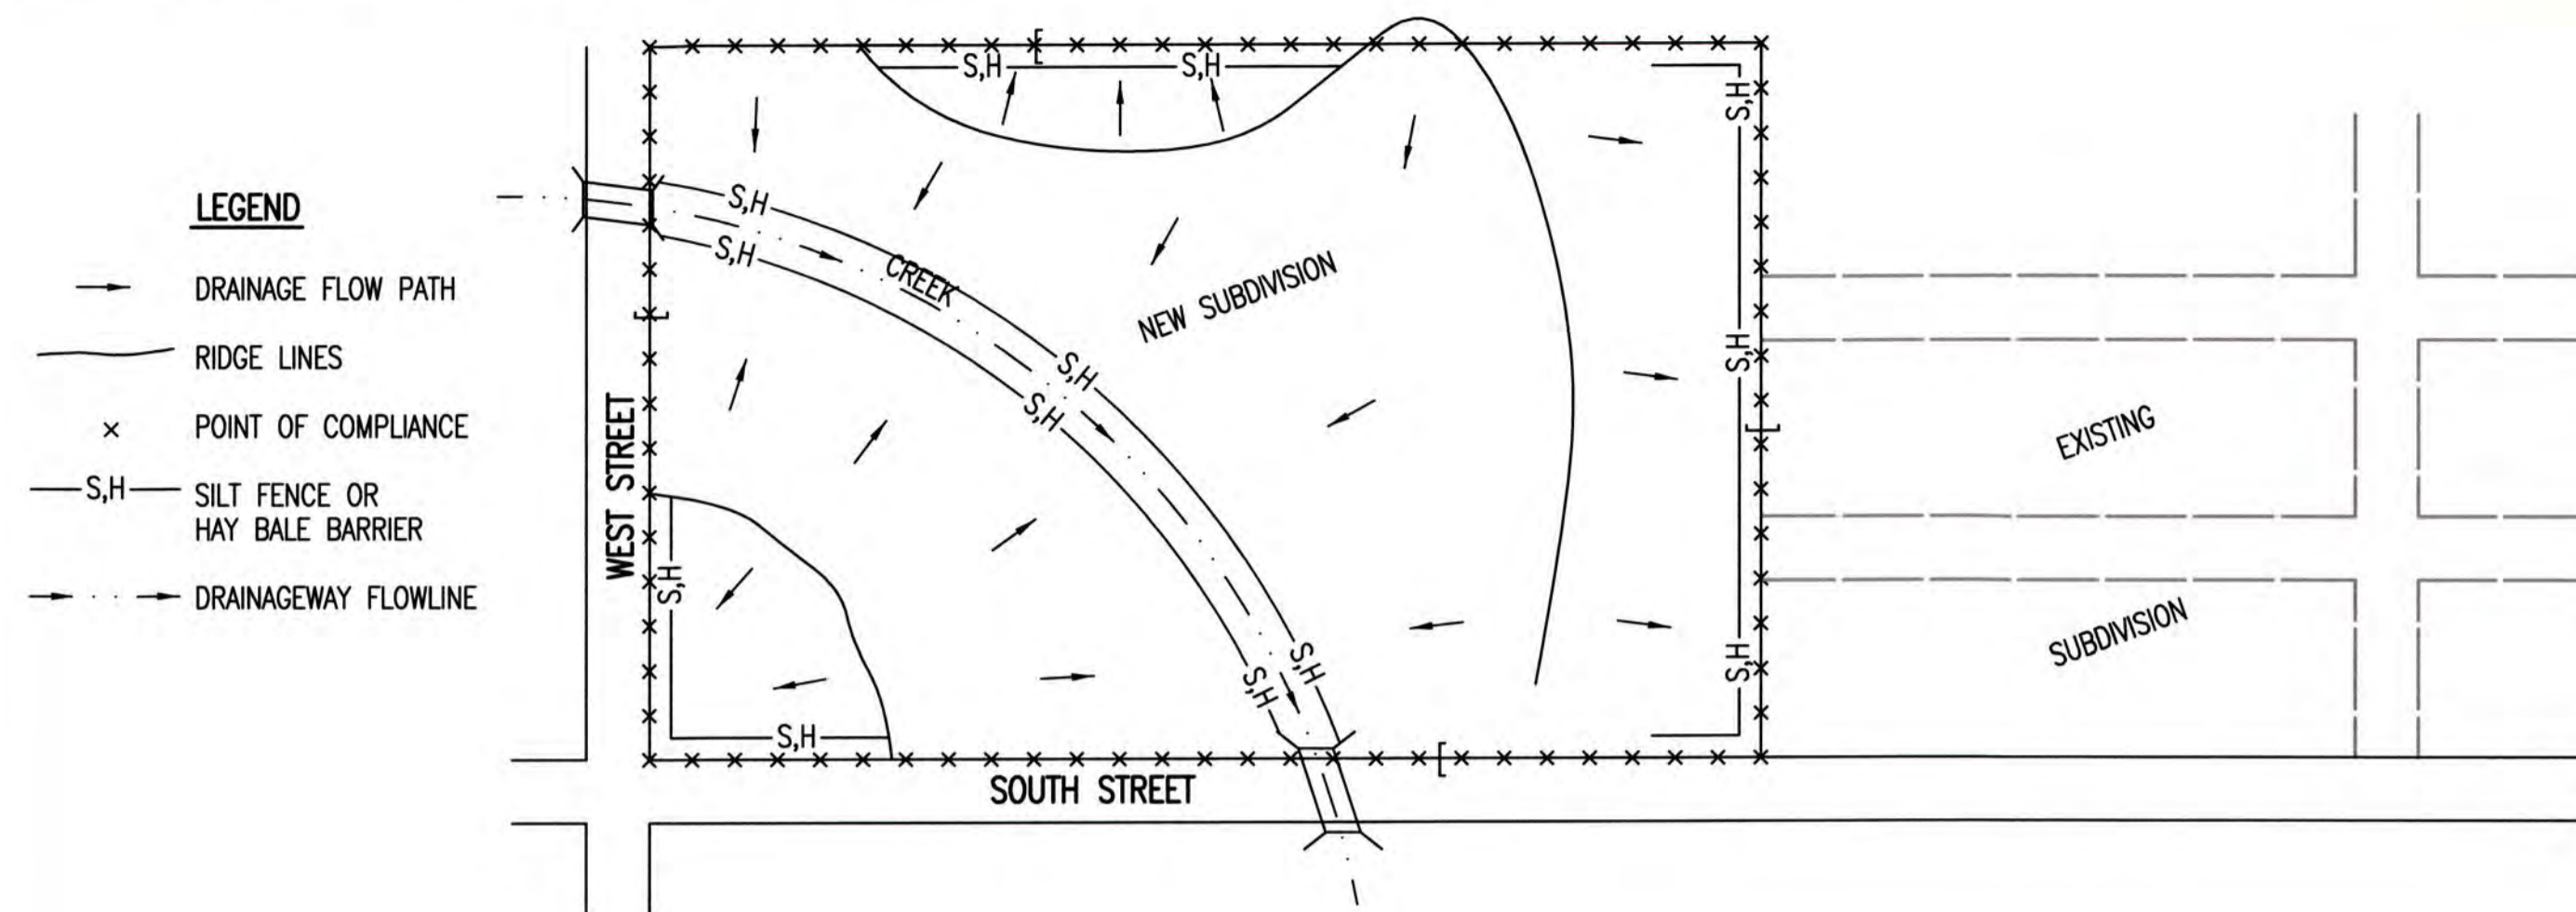 LEGEND
DRAINAGE FLOW PATH
RIDGE LINES
× POINT OF COMPLIANCE
S,H SILT FENCE OR
HAY BALE BARRIER
DRAINAGEWAY FLOWLINE
S,H
S,H
S,H
S,H
S,H
CREEK
NEW SUBDIVISION
S,H
S,H
S,H
WEST STREET
S,H
S,H
S,H
S,H
S,H
SOUTH STREET
EXISTING
SUBDIVISION